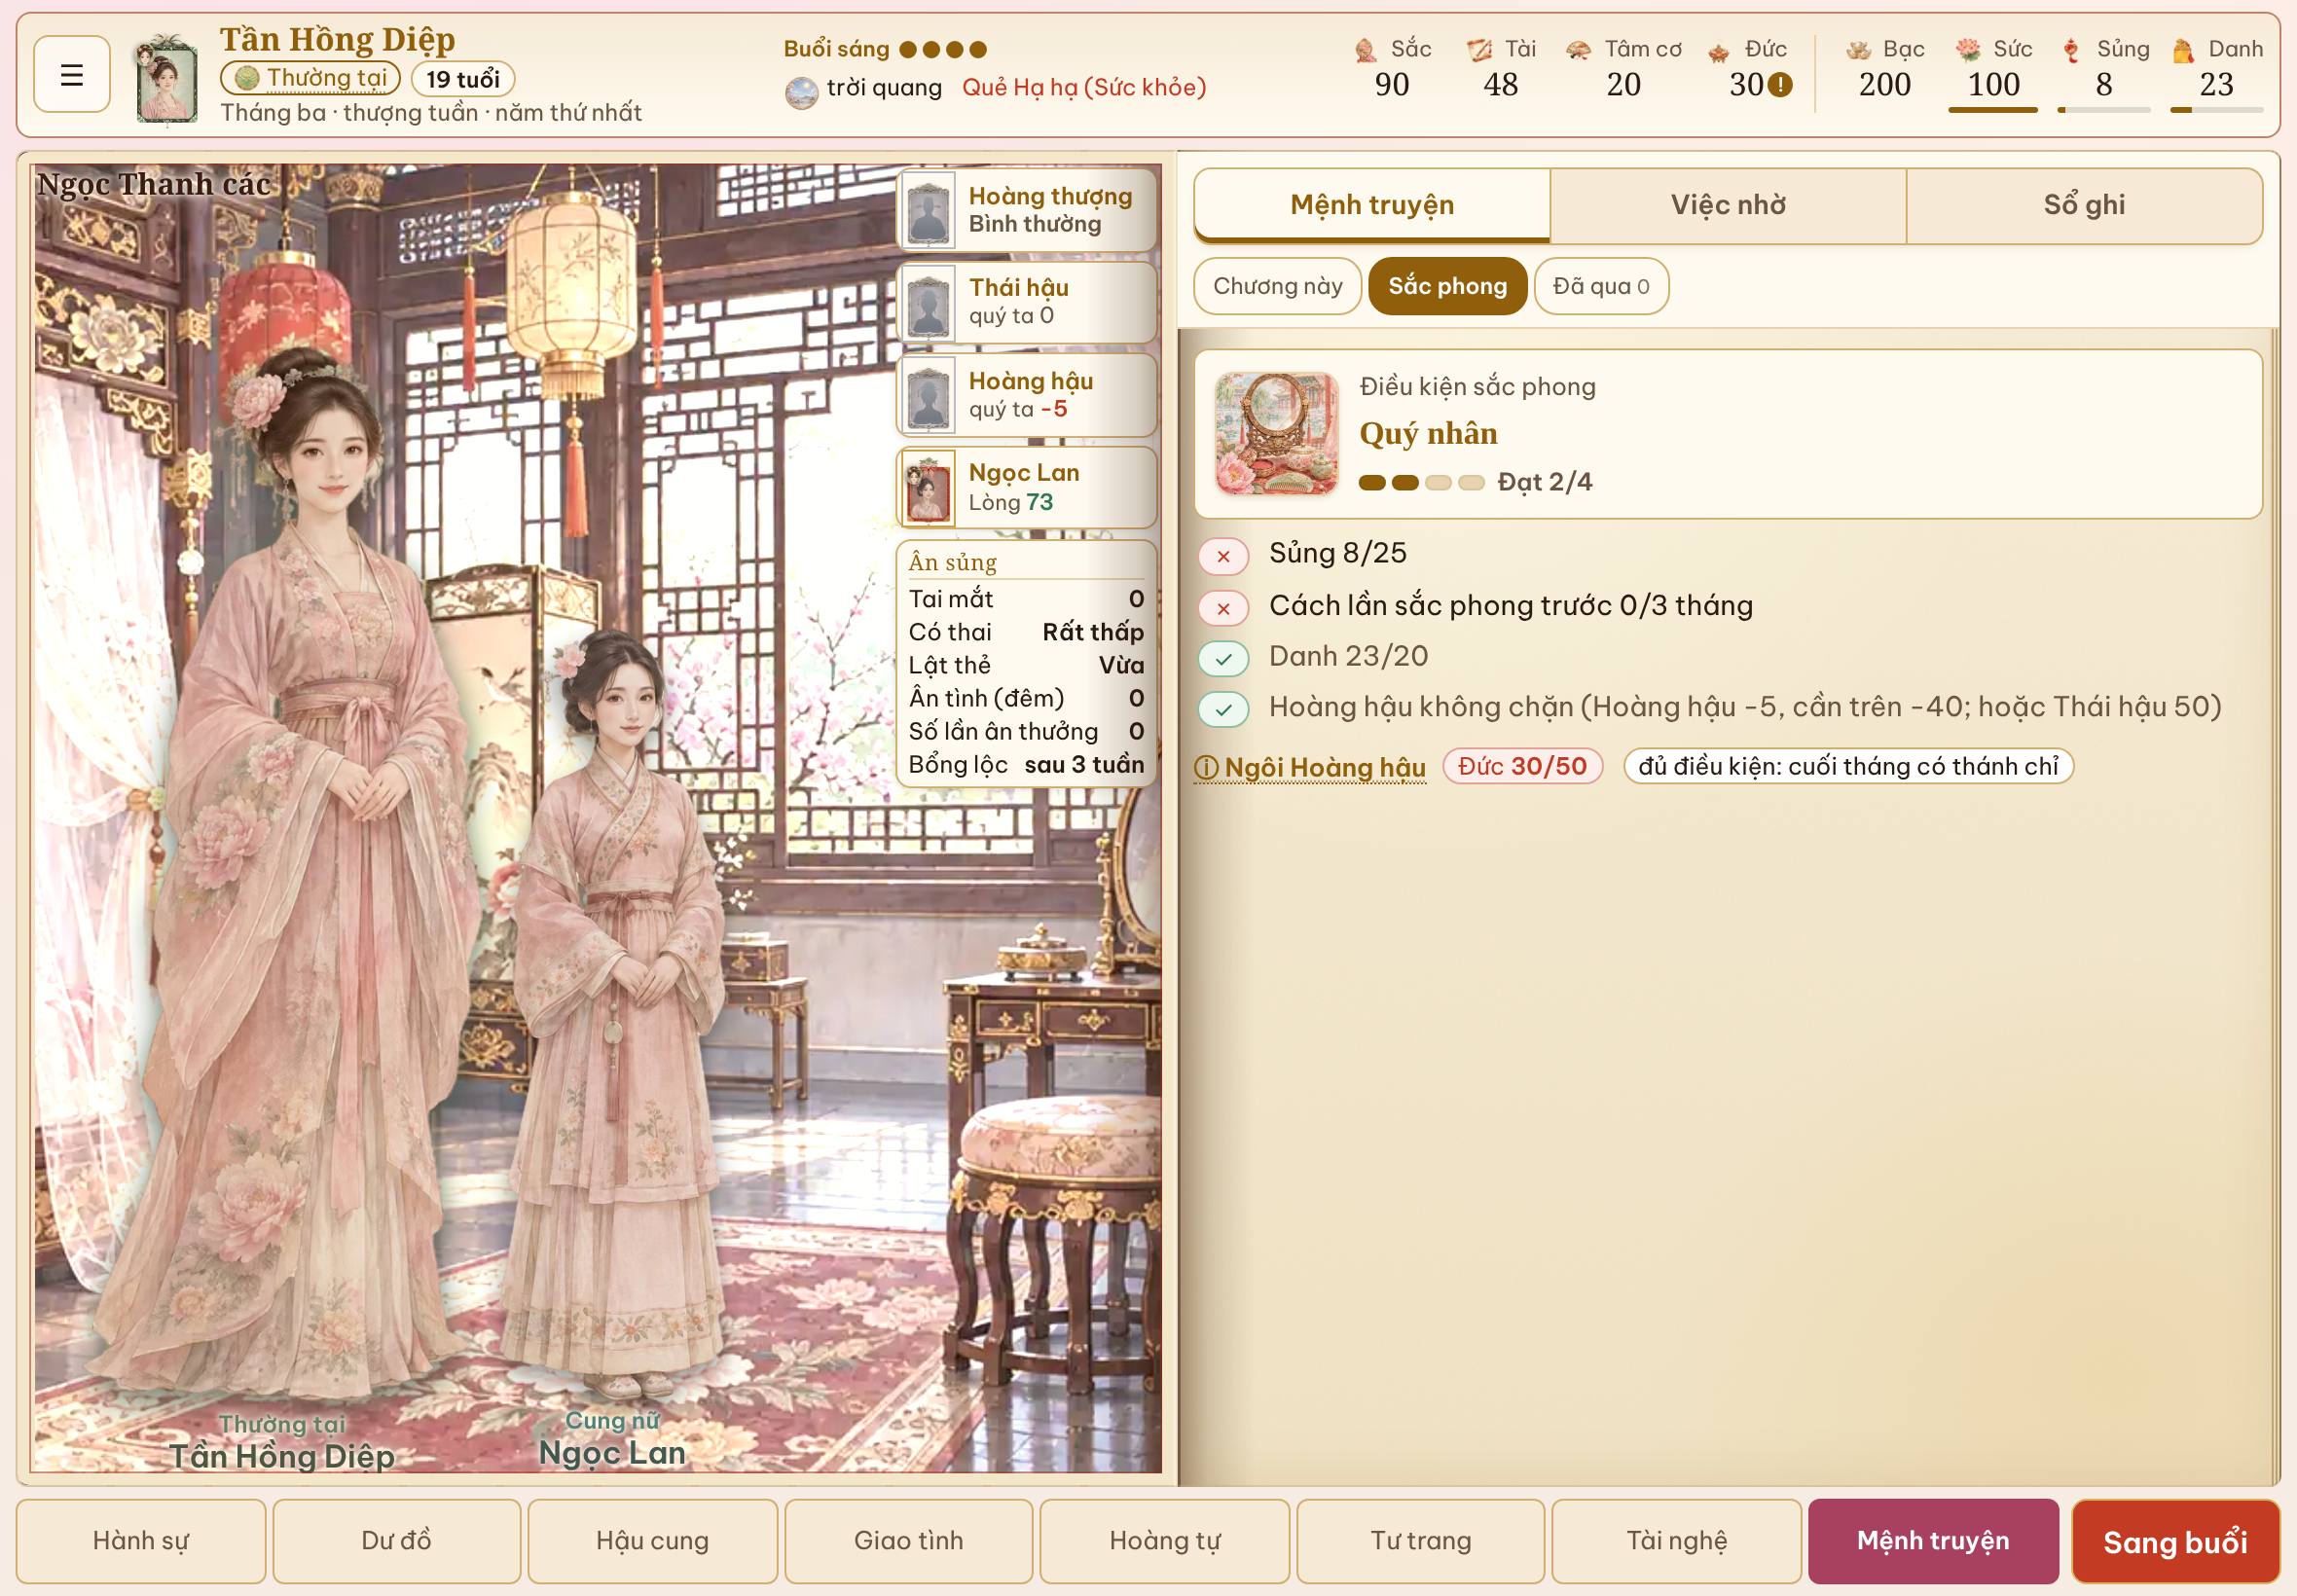 ☰
Tần Hồng Diệp
Thường tại 19 tuổi
Tháng ba · thượng tuần · năm thứ nhất
Buổi sáng
trời quang Quẻ Hạ hạ (Sức khỏe)
Sắc Tài Tâm cơ Đức Bạc Sức Sủng Danh
90 48 20 30 ! 200 100 8 23
Ngọc Thanh các
Hoàng thượng
Bình thường
Thái hậu
quý ta 0
Hoàng hậu
quý ta -5
Ngọc Lan
Lòng 73
Ân sủng
Tai mắt 0
Có thai Rất thấp
Lật thẻ Vừa
Ân tình (đêm) 0
Số lần ân thưởng 0
Bổng lộc sau 3 tuần
Thường tại
Tần Hồng Diệp
Cung nữ
Ngọc Lan
Mệnh truyện Việc nhờ Sổ ghi
Chương này Sắc phong Đã qua 0
Điều kiện sắc phong
Quý nhân
Đạt 2/4
× Sủng 8/25
× Cách lần sắc phong trước 0/3 tháng
✓ Danh 23/20
✓ Hoàng hậu không chặn (Hoàng hậu -5, cần trên -40; hoặc Thái hậu 50)
ⓘ Ngôi Hoàng hậu Đức 30/50 đủ điều kiện: cuối tháng có thánh chỉ
Hành sự Dư đồ Hậu cung Giao tình Hoàng tự Tư trang Tài nghệ Mệnh truyện Sang buổi